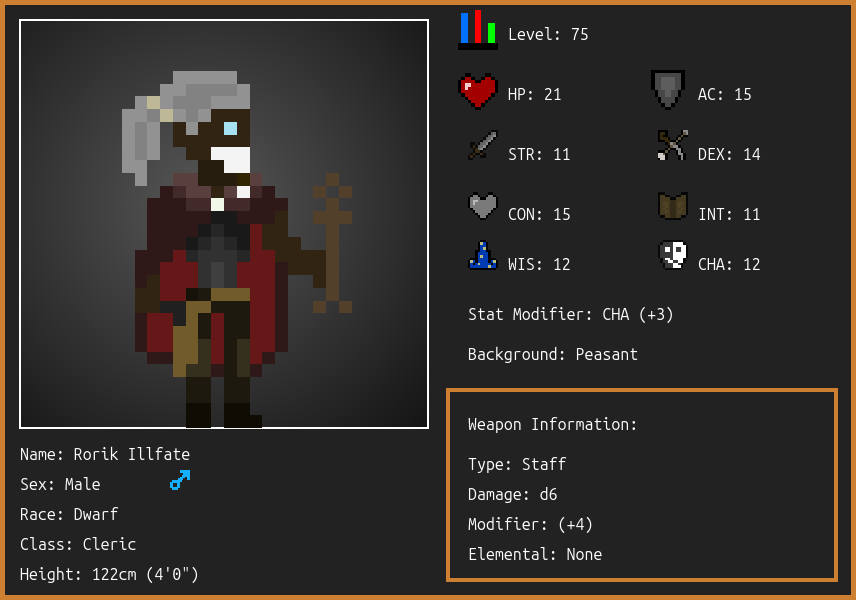 Level: 75
HP: 21
AC: 15
STR: 11
DEX: 14
CON: 15
INT: 11
WIS: 12
CHA: 12
Stat Modifier: CHA (+3)
Background: Peasant
Weapon Information:
Type: Staff
Damage: d6
Modifier: (+4)
Elemental: None
Name: Rorik Illfate
Sex: Male
Race: Dwarf
Class: Cleric
Height: 122cm (4'0")